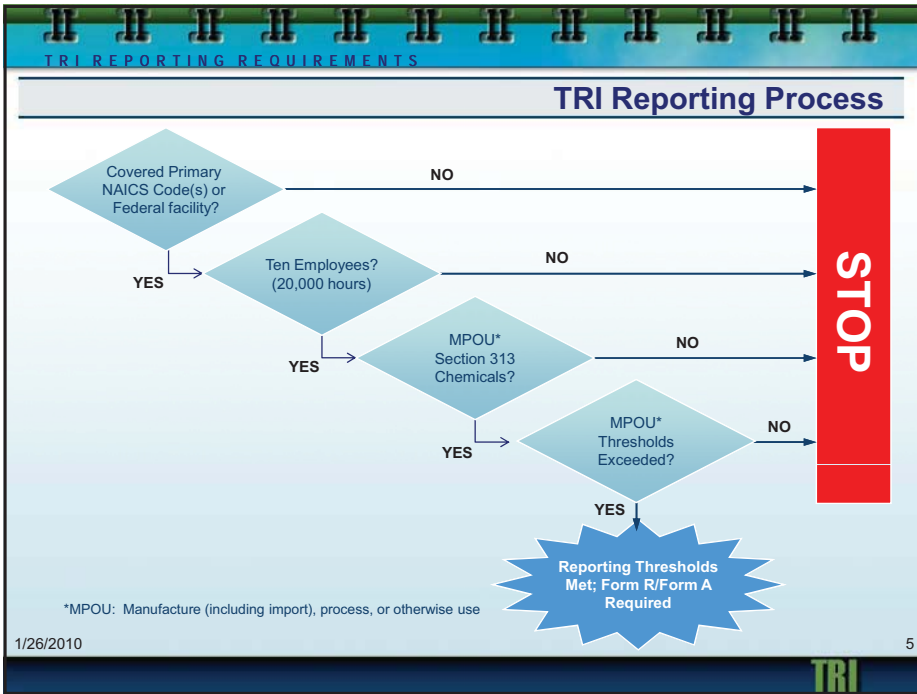 TRI REPORTING REQUIREMENTS
TRI Reporting Process
Covered Primary
NAICS Code(s) or
Federal facility?
NO
YES
Ten Employees?
(20,000 hours)
NO
YES
MPOU*
Section 313
Chemicals?
NO
YES
MPOU*
Thresholds
Exceeded?
NO
YES
STOP
Reporting Thresholds
Met; Form R/Form A
Required
*MPOU:  Manufacture (including import), process, or otherwise use
1/26/2010
5
TRI